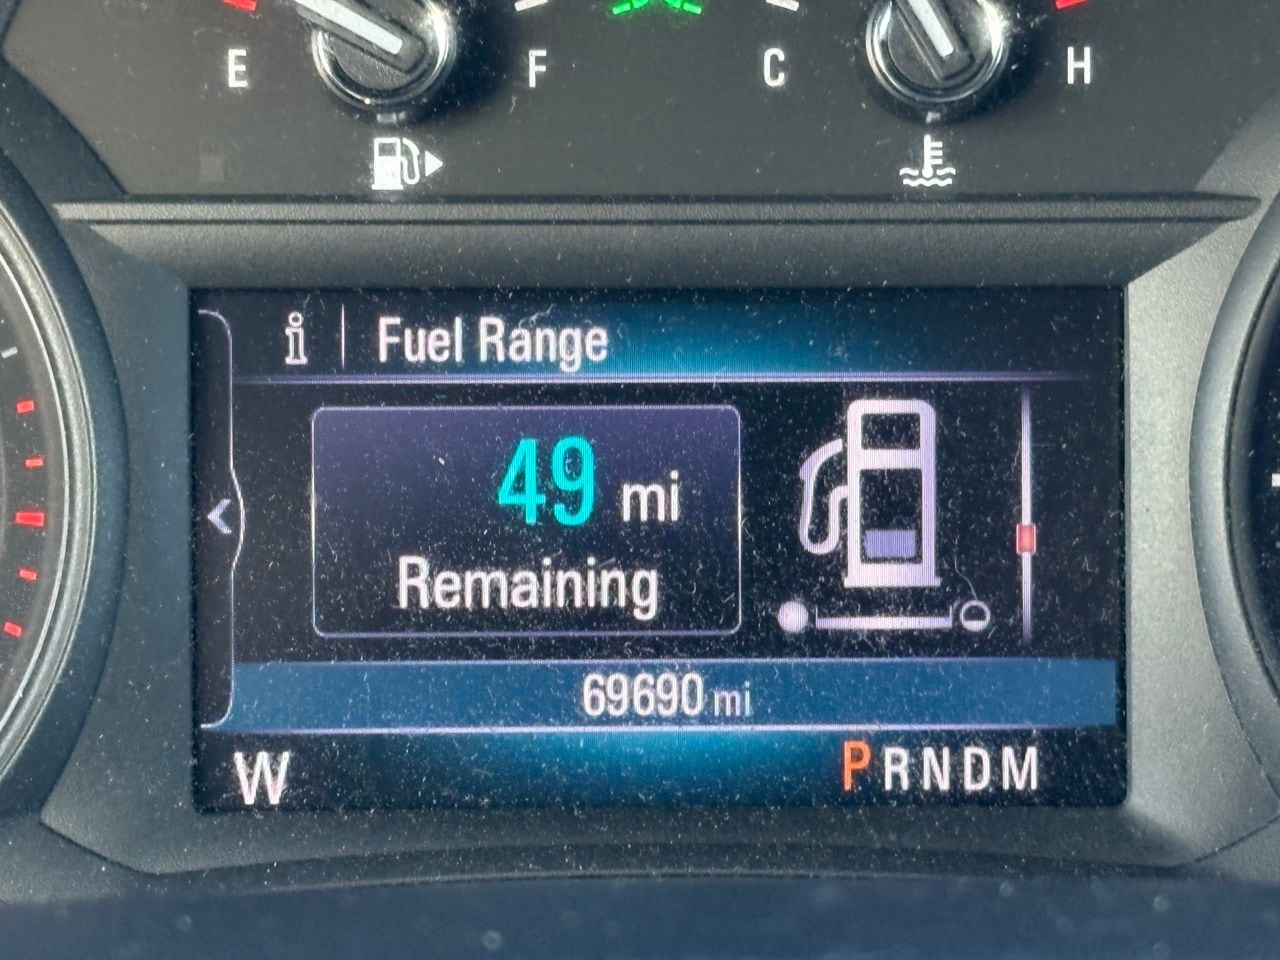 E F C H
i Fuel Range
49 mi
Remaining
69690 mi
W PRNDM